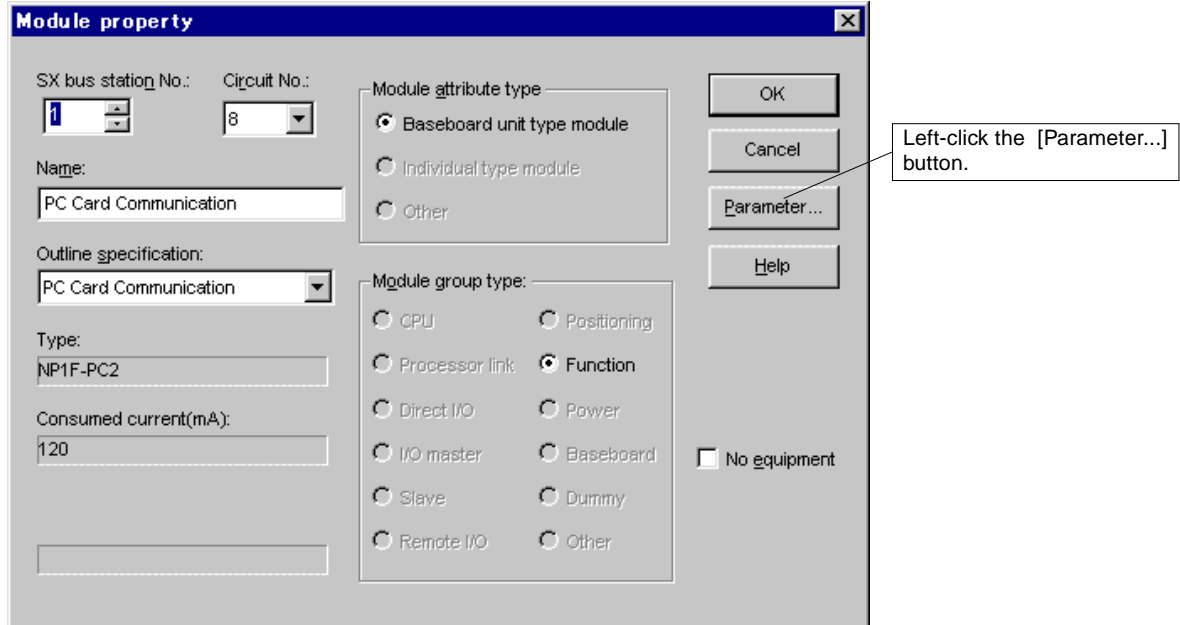 Module property
SX bus station No.:
Circuit No.:
1
8
Name:
PC Card Communication
Outline specification:
PC Card Communication
Type:
NP1F-PC2
Consumed current(mA):
120
Module attribute type
Baseboard unit type module
Individual type module
Other
Module group type:
CPU
Positioning
Processor link
Function
Direct I/O
Power
I/O master
Baseboard
Slave
Dummy
Remote I/O
Other
OK
Cancel
Parameter...
Help
No equipment
Left-click the [Parameter...]
button.